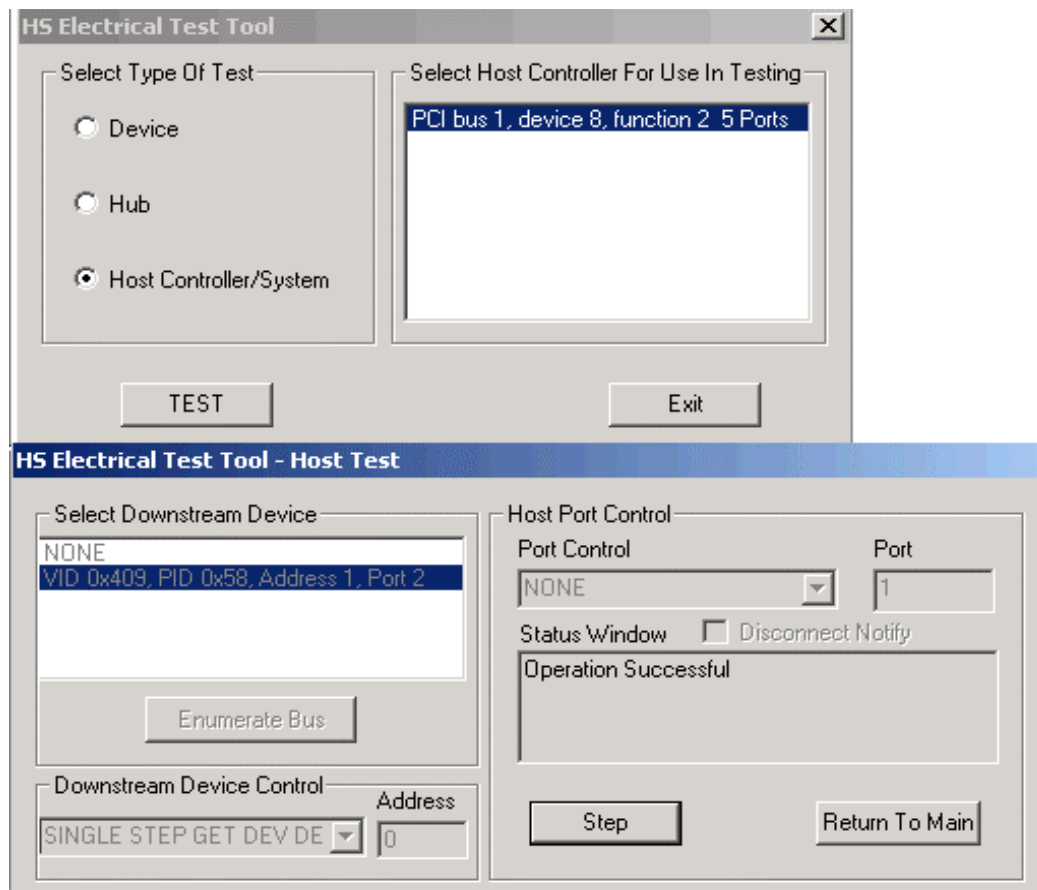 HS Electrical Test Tool
Select Type Of Test
Device
Hub
Host Controller/System
Select Host Controller For Use In Testing
PCI bus 1, device 8, function 2 5 Ports
TEST
Exit
HS Electrical Test Tool - Host Test
Select Downstream Device
NONE
VID 0x409, PID 0x58, Address 1, Port 2
Enumerate Bus
Downstream Device Control
Address
SINGLE STEP GET DEV DE
0
Host Port Control
Port Control
Port
NONE
1
Status Window
Disconnect Notify
Operation Successful
Step
Return To Main